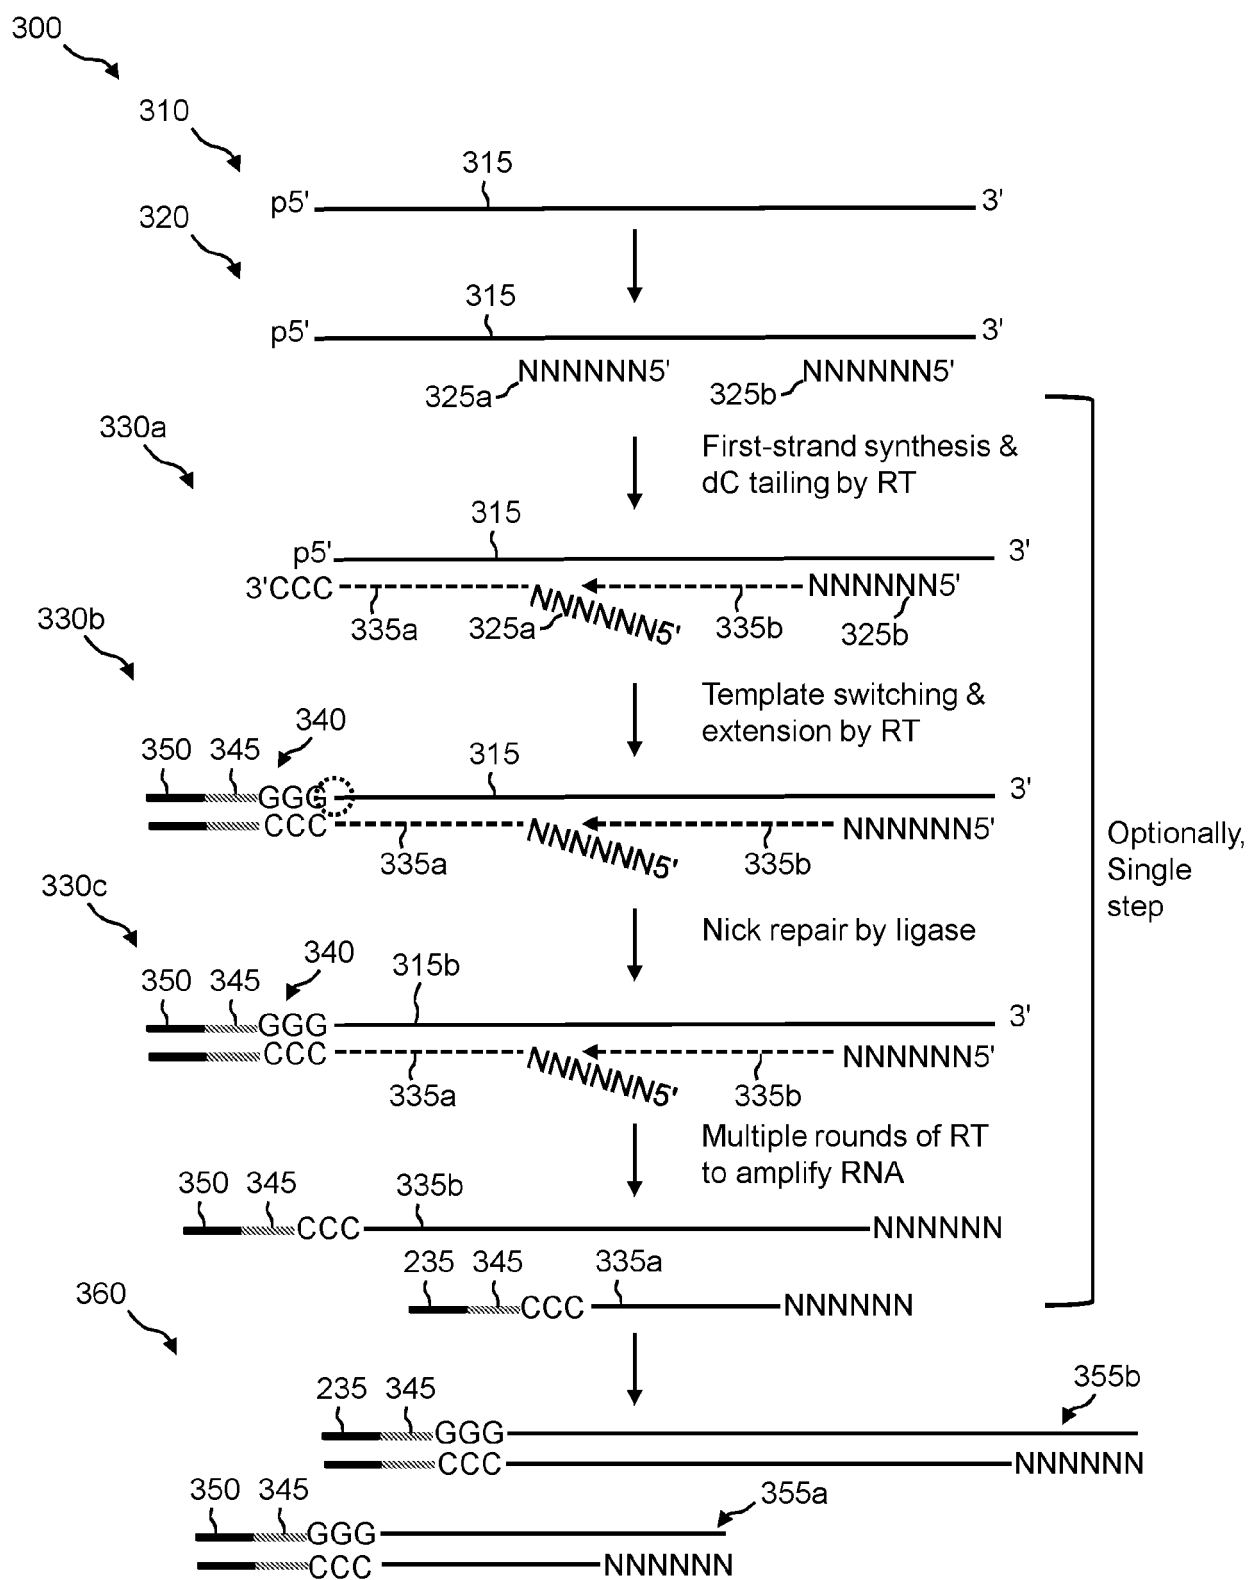 300
310
315
p5' 3'
320
315
p5' 3'
NNNNNN5' NNNNNN5'
325a 325b
330a
First-strand synthesis &
dC tailing by RT
315
p5' 3'
3'CCC NNNNNN5' NNNNNN5'
335a 325a 335b 325b
330b
Template switching &
extension by RT
340
350 345 315
GGG 3'
CCC NNNNNN5' NNNNNN5'
335a 335b
Optionally,
Single
step
330c
Nick repair by ligase
340
350 345 315b
GGG 3'
CCC NNNNNN5' NNNNNN5'
335a 335b
Multiple rounds of RT
to amplify RNA
350 345 335b
CCC NNNNNN
235 345 335a
CCC NNNNNN
360
235 345 355b
GGG
CCC NNNNNN
350 345 355a
GGG
CCC NNNNNN